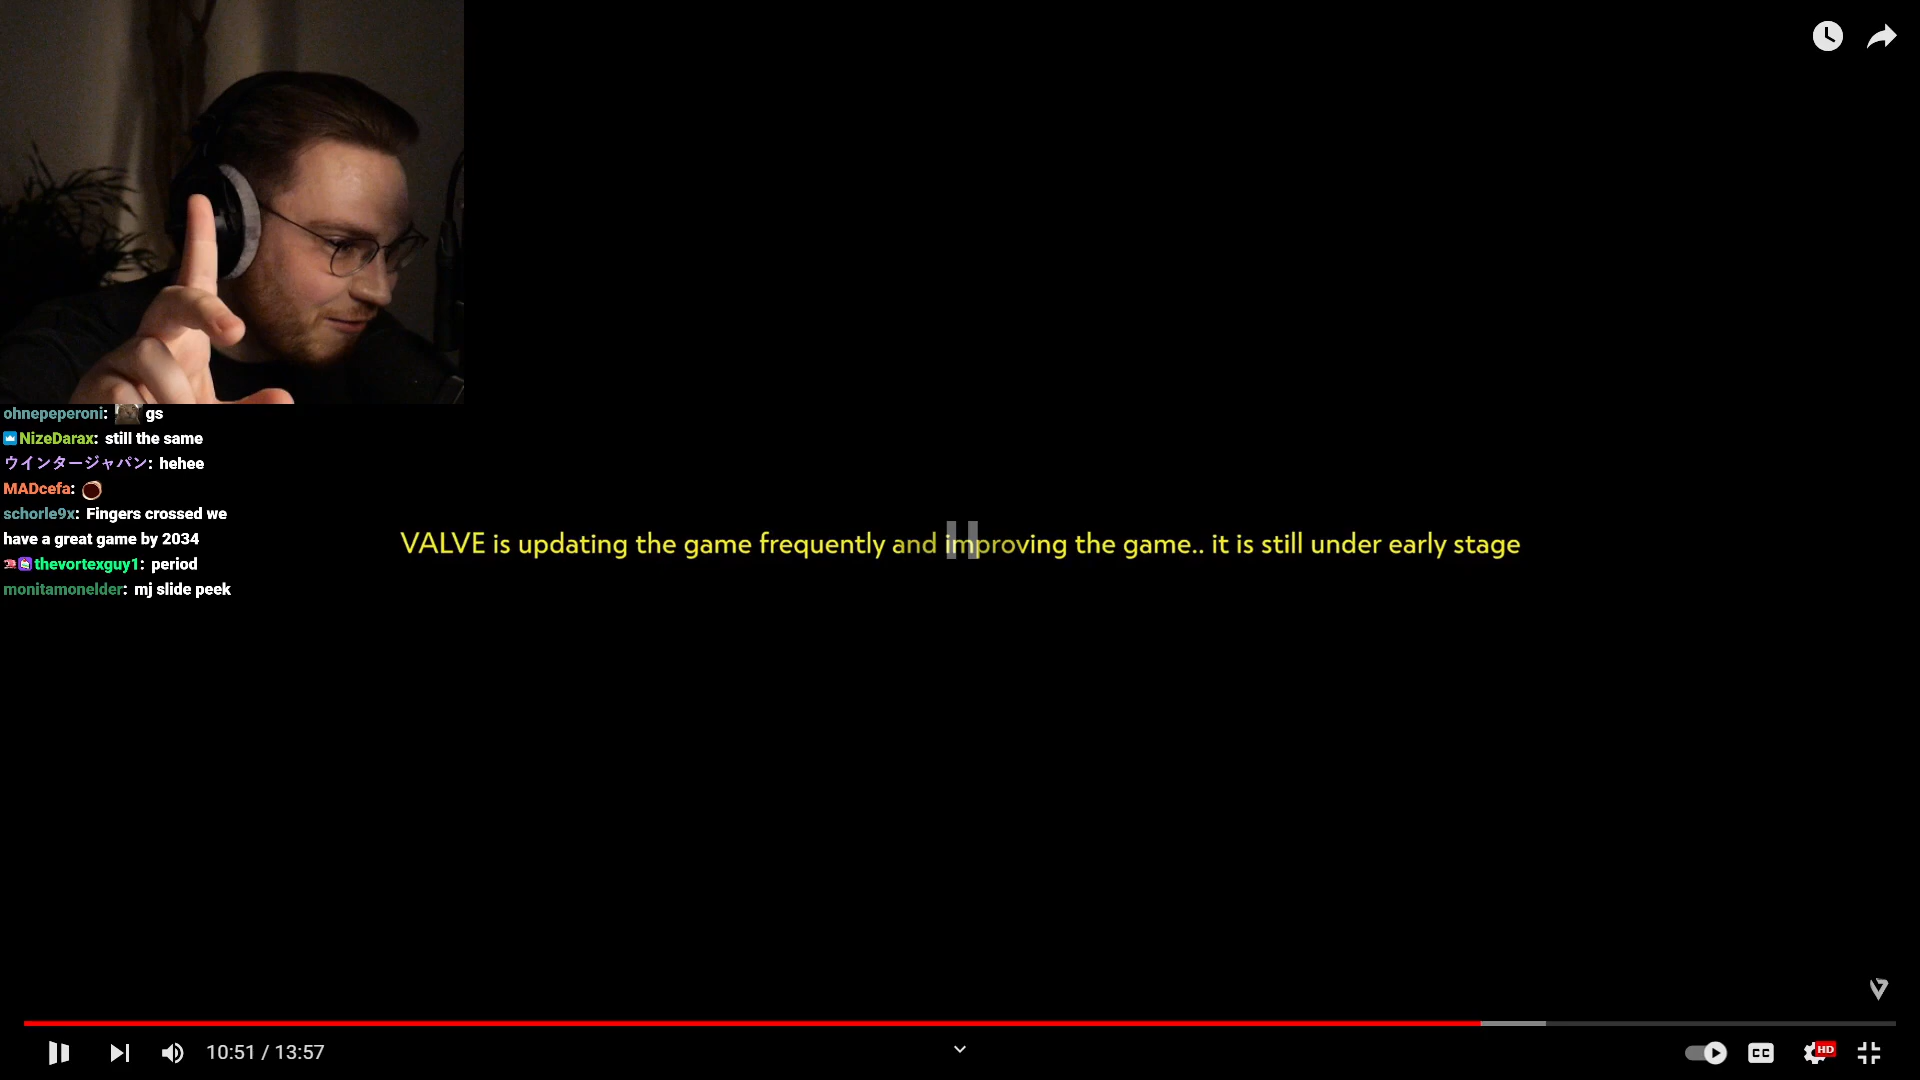 ohnepeperoni: gs
NizeDarax: still the same
ウインタージャパン: hehee
MADcefa:
schorle9x: Fingers crossed we
have a great game by 2034
thevortexguy1: period
monitamonelder: mj slide peek
VALVE is updating the game frequently and improving the game.. it is still under early stage
10:51 / 13:57
CC
HD